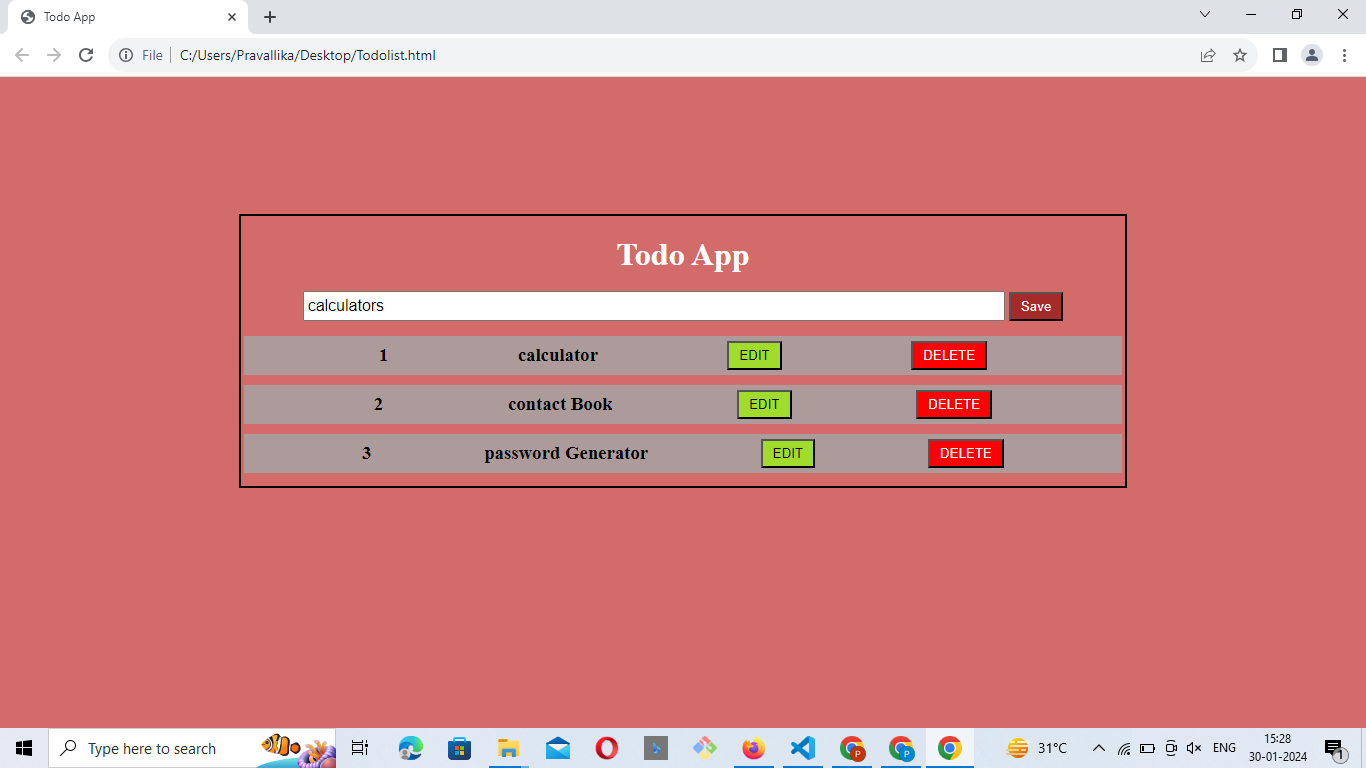 Todo App
File C:/Users/Pravallika/Desktop/Todolist.html
Todo App
calculators Save
1 calculator EDIT DELETE
2 contact Book EDIT DELETE
3 password Generator EDIT DELETE
Type here to search P P 31°C ENG 15:28 1
30-01-2024